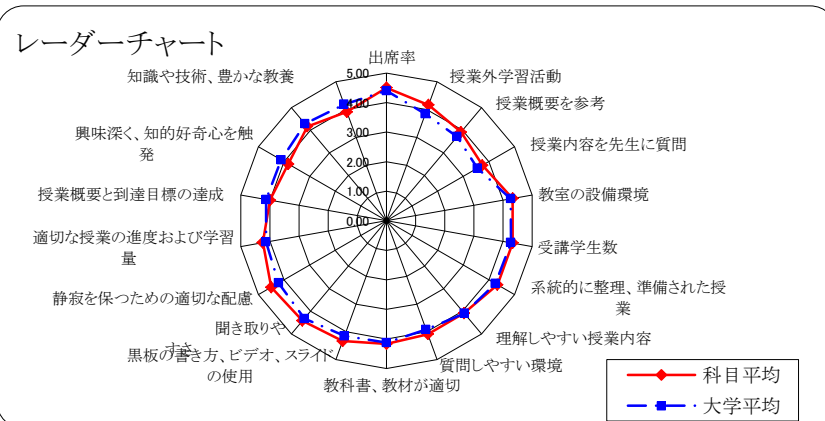 レーダーチャート
出席率
授業外学習活動
授業概要を参考
授業内容を先生に質問
教室の設備環境
受講学生数
系統的に整理、準備された授
業
理解しやすい授業内容
質問しやすい環境
教科書、教材が適切
黒板の書き方、ビデオ、スライド
の使用
聞き取りや
すさ
静寂を保つための適切な配慮
適切な授業の進度および学習
量
授業概要と到達目標の達成
興味深く、知的好奇心を触
発
知識や技術、豊かな教養
5.00
4.00
3.00
2.00
1.00
0.00
科目平均
大学平均